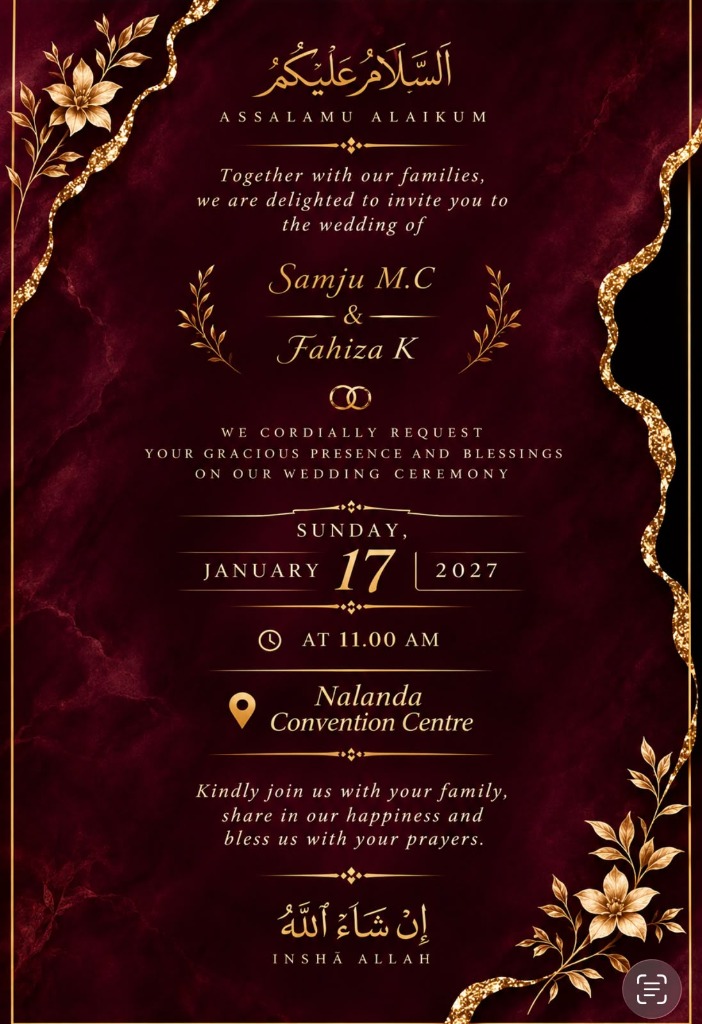 اَلسَّلَامُ عَلَيْكُمْ
ASSALAMU ALAIKUM
Together with our families,
we are delighted to invite you to
the wedding of
Samju M.C
&
Fahiza K
WE CORDIALLY REQUEST
YOUR GRACIOUS PRESENCE AND BLESSINGS
ON OUR WEDDING CEREMONY
SUNDAY,
JANUARY 17 2027
AT 11.00 AM
Nalanda
Convention Centre
Kindly join us with your family,
share in our happiness and
bless us with your prayers.
إِنْ شَاءَ ٱللَّٰهُ
INSHĀ ALLAH